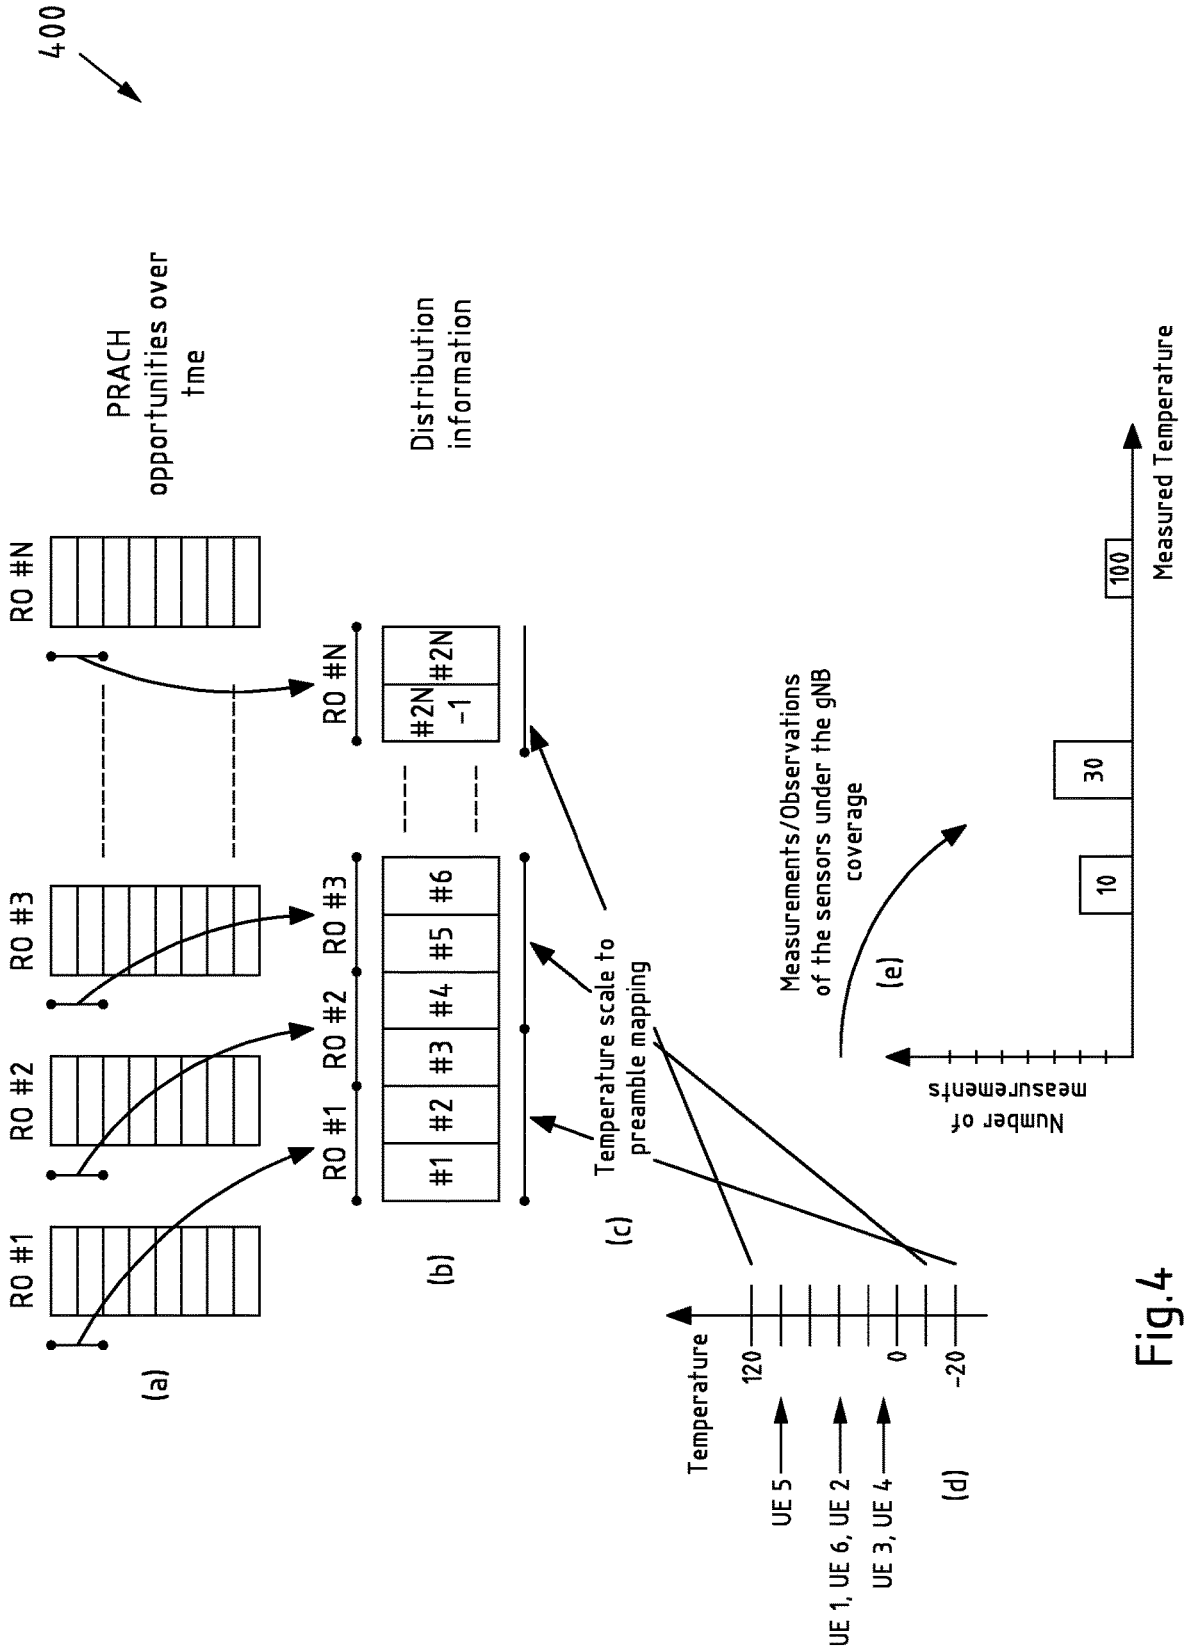 400
PRACH
opportunities over
tme
RO #1
RO #2
RO #3
RO #N
(a)
Distribution
information
RO #1
RO #2
RO #3
RO #N
#1
#2
#3
#4
#5
#6
#2N
-1
#2N
(b)
Temperature scale to
preamble mapping
(c)
Temperature
120
0
-20
UE 5
UE 1, UE 6, UE 2
UE 3, UE 4
(d)
Measurements/Observations
of the sensors under the gNB
coverage
(e)
Number of
measurements
10
30
100
Measured Temperature
Fig.4